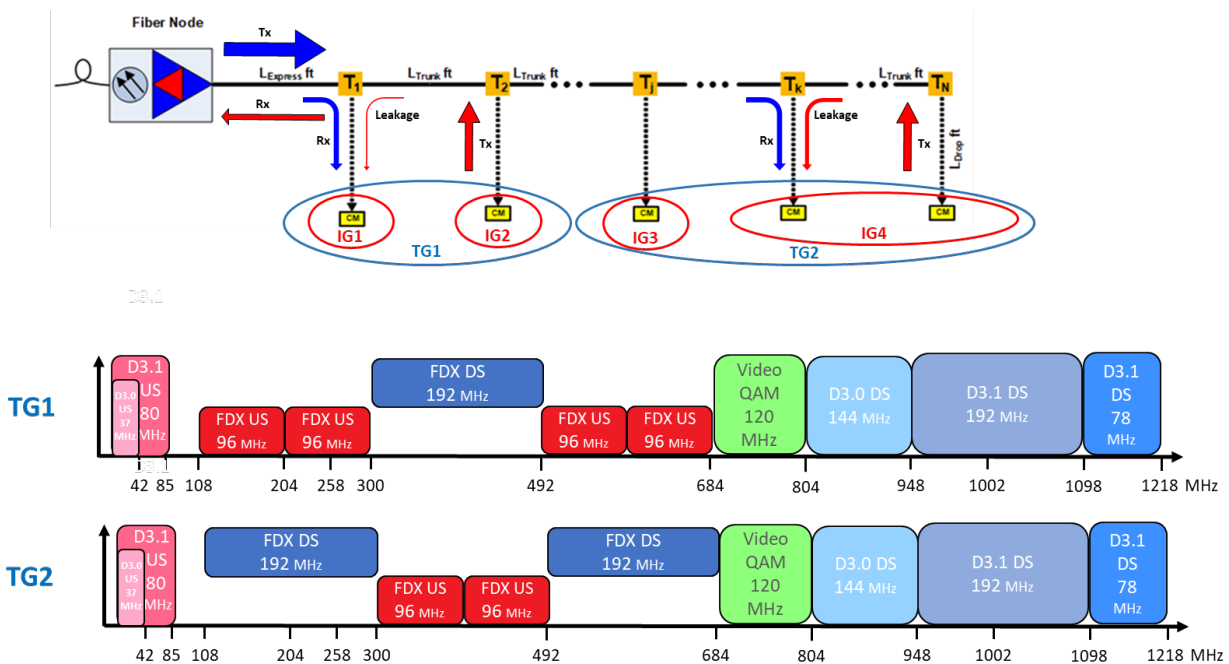 Fiber Node
Tx
L Express ft
T1
L Trunk ft
T2
L Trunk ft
Tj
Tk
L Trunk ft
TN
Rx
Rx
Leakage
Tx
Rx
Leakage
Tx
L Drop ft
CM
CM
CM
CM
CM
IG1
IG2
IG3
IG4
TG1
TG2
D3.1
TG1
D3.1
US
80
MHz
D3.0
US
37
MHz
FDX US
96 MHz
FDX US
96 MHz
FDX DS
192 MHz
FDX US
96 MHz
FDX US
96 MHz
Video
QAM
120
MHz
D3.0 DS
144 MHz
D3.1 DS
192 MHz
D3.1
DS
78
MHz
D3.1
42 85 108 204 258 300 492 684 804 948 1002 1098 1218 MHz
TG2
D3.1
US
80
MHz
D3.0
US
37
MHz
FDX DS
192 MHz
FDX US
96 MHz
FDX US
96 MHz
FDX DS
192 MHz
Video
QAM
120
MHz
D3.0 DS
144 MHz
D3.1 DS
192 MHz
D3.1
DS
78
MHz
42 85 108 204 258 300 492 684 804 948 1002 1098 1218 MHz